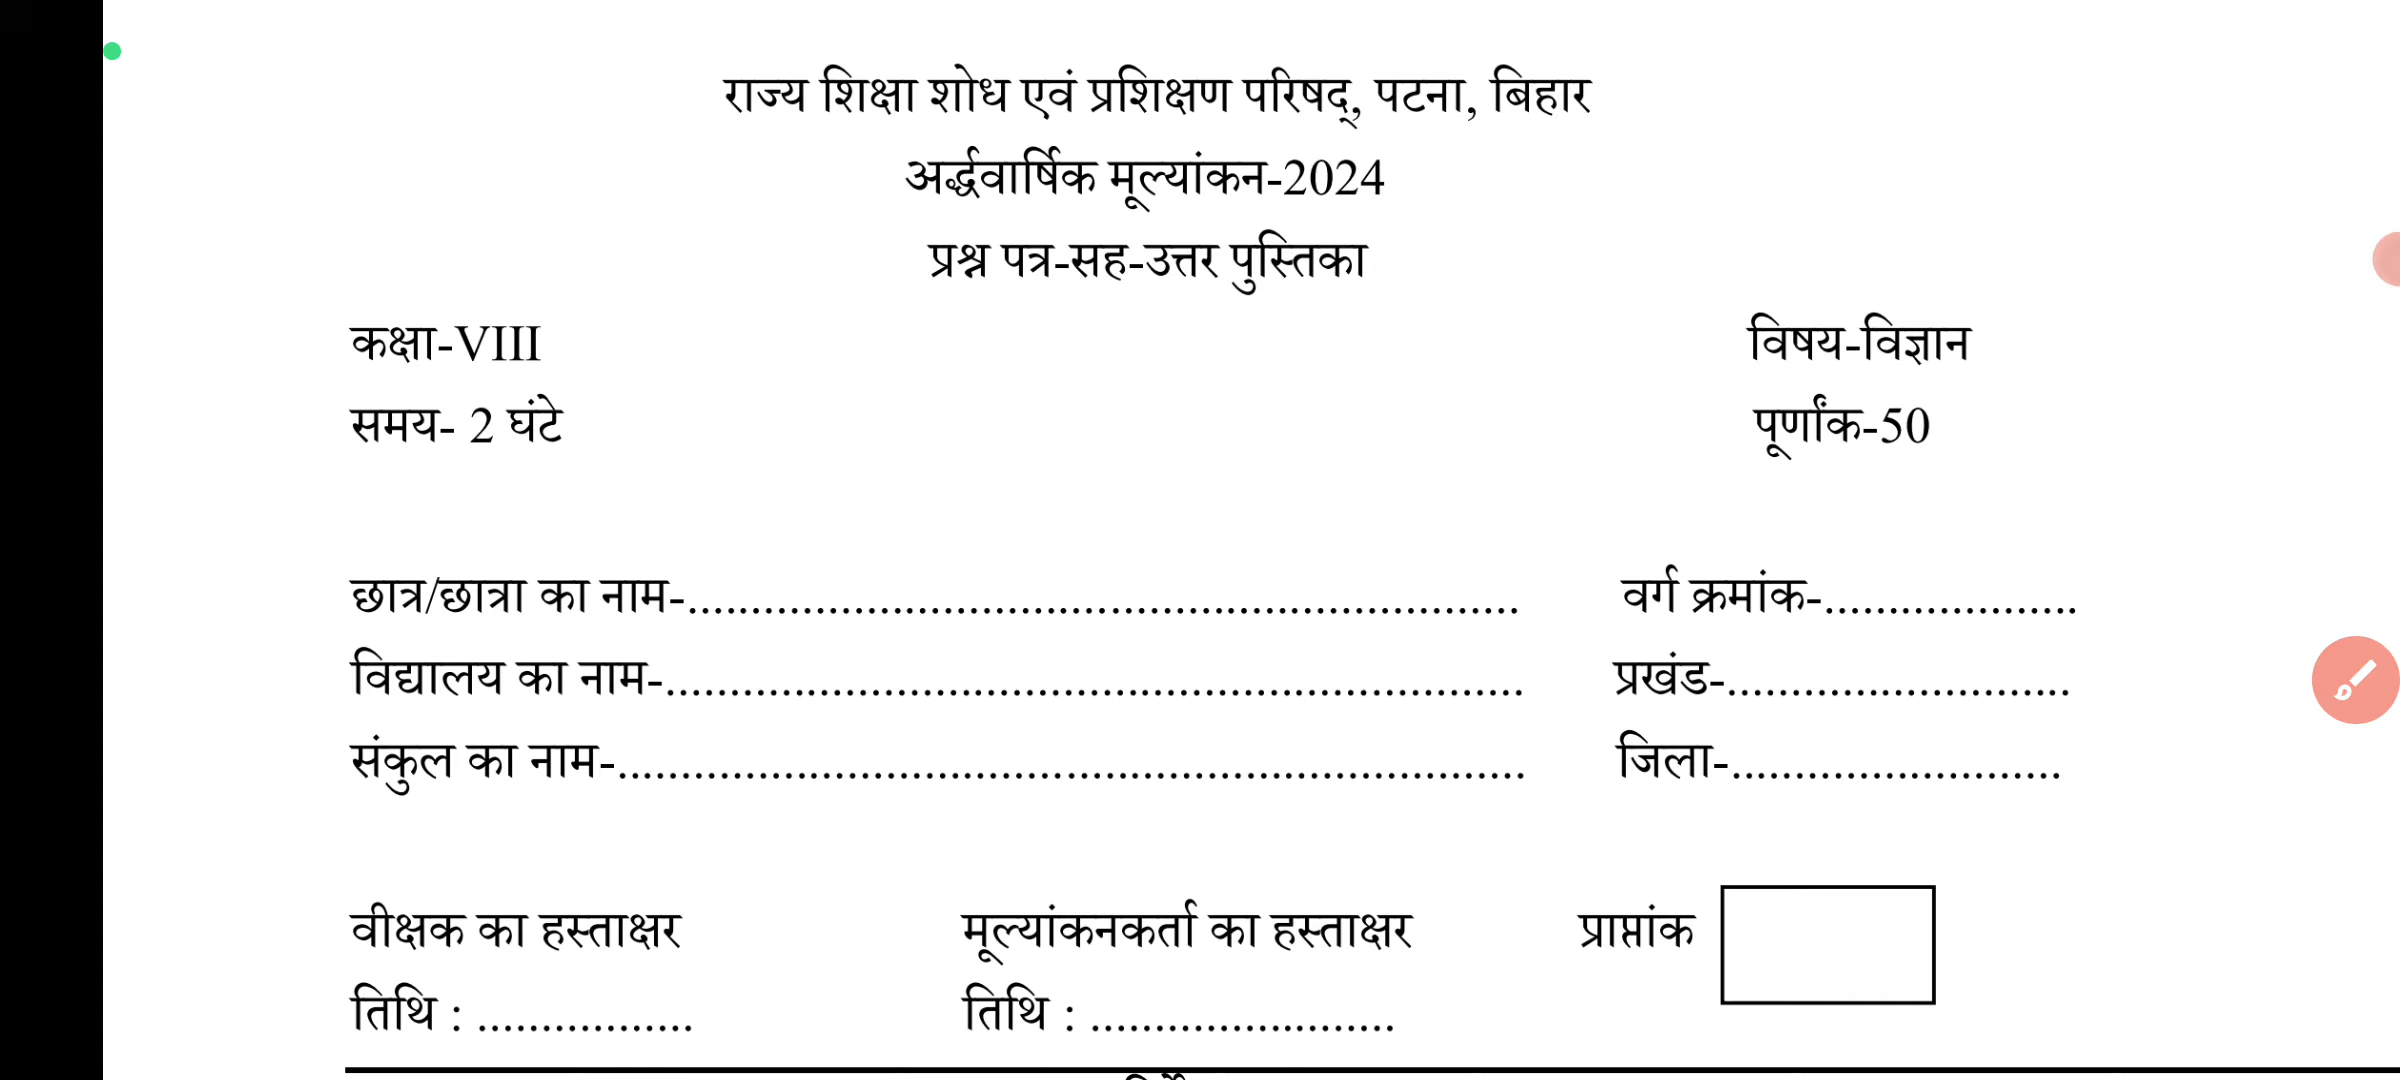 राज्य शिक्षा शोध एवं प्रशिक्षण परिषद्, पटना, बिहार
अर्द्धवार्षिक मूल्यांकन-2024
प्रश्न पत्र-सह-उत्तर पुस्तिका
कक्षा-VIII विषय-विज्ञान
समय- 2 घंटे पूर्णांक-50
छात्र/छात्रा का नाम-................................................................. वर्ग क्रमांक-....................
विद्यालय का नाम-................................................................... प्रखंड-...........................
संकुल का नाम-....................................................................... जिला-..........................
वीक्षक का हस्ताक्षर मूल्यांकनकर्ता का हस्ताक्षर प्राप्तांक
तिथि : ................. तिथि : ........................